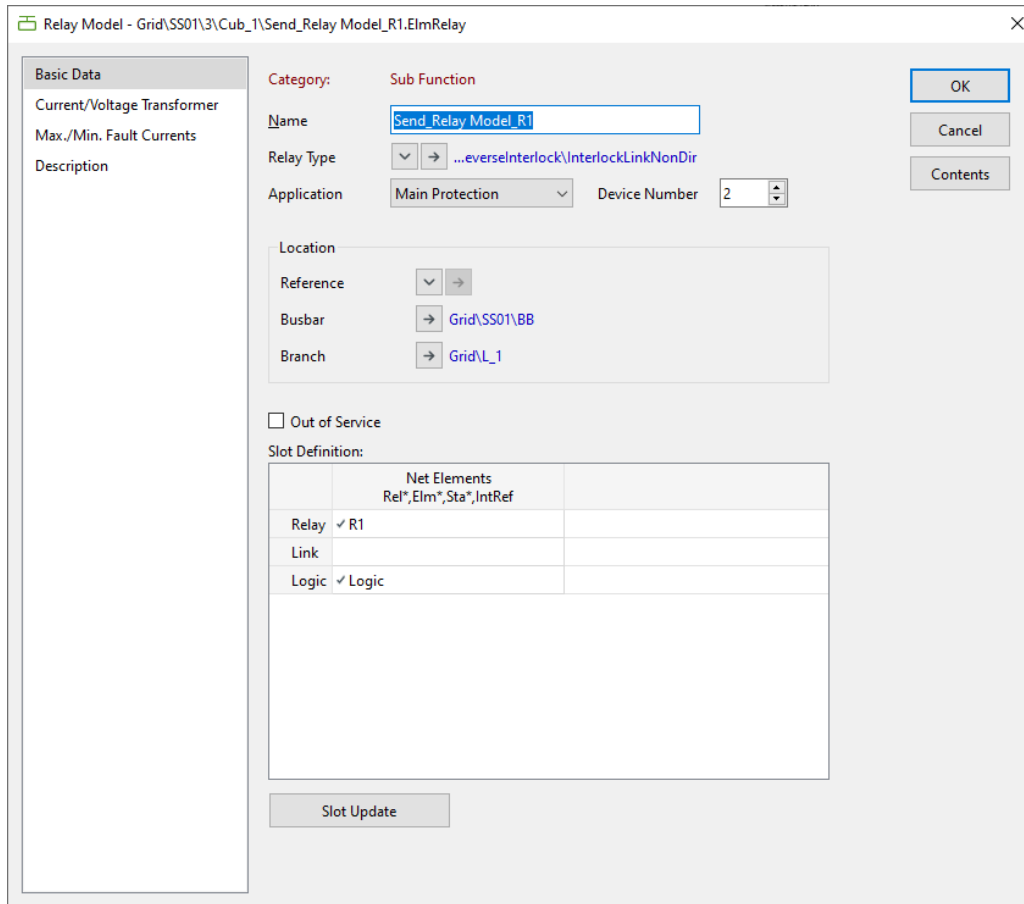 Relay Model - Grid\SS01\3\Cub_1\Send_Relay Model_R1.ElmRelay
Basic Data
Current/Voltage Transformer
Max./Min. Fault Currents
Description
Category: Sub Function
Name Send_Relay Model_R1
Relay Type ...everseInterlock\InterlockLinkNonDir
Application Main Protection Device Number 2
Location
Reference
Busbar Grid\SS01\BB
Branch Grid\L_1
Out of Service
Slot Definition:
Net Elements
Rel*,Elm*,Sta*,IntRef
Relay R1
Link
Logic Logic
Slot Update
OK
Cancel
Contents